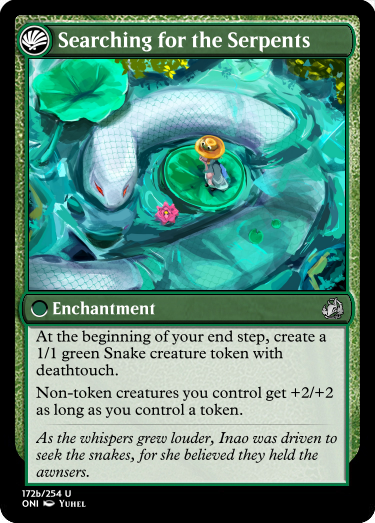 Searching for the Serpents
Enchantment
At the beginning of your end step, create a
1/1 green Snake creature token with
deathtouch.
Non-token creatures you control get +2/+2
as long as you control a token.
As the whispers grew louder, Inao was driven to
seek the snakes, for she believed they held the
awnsers.
172b/254 U
ONI YUHEL